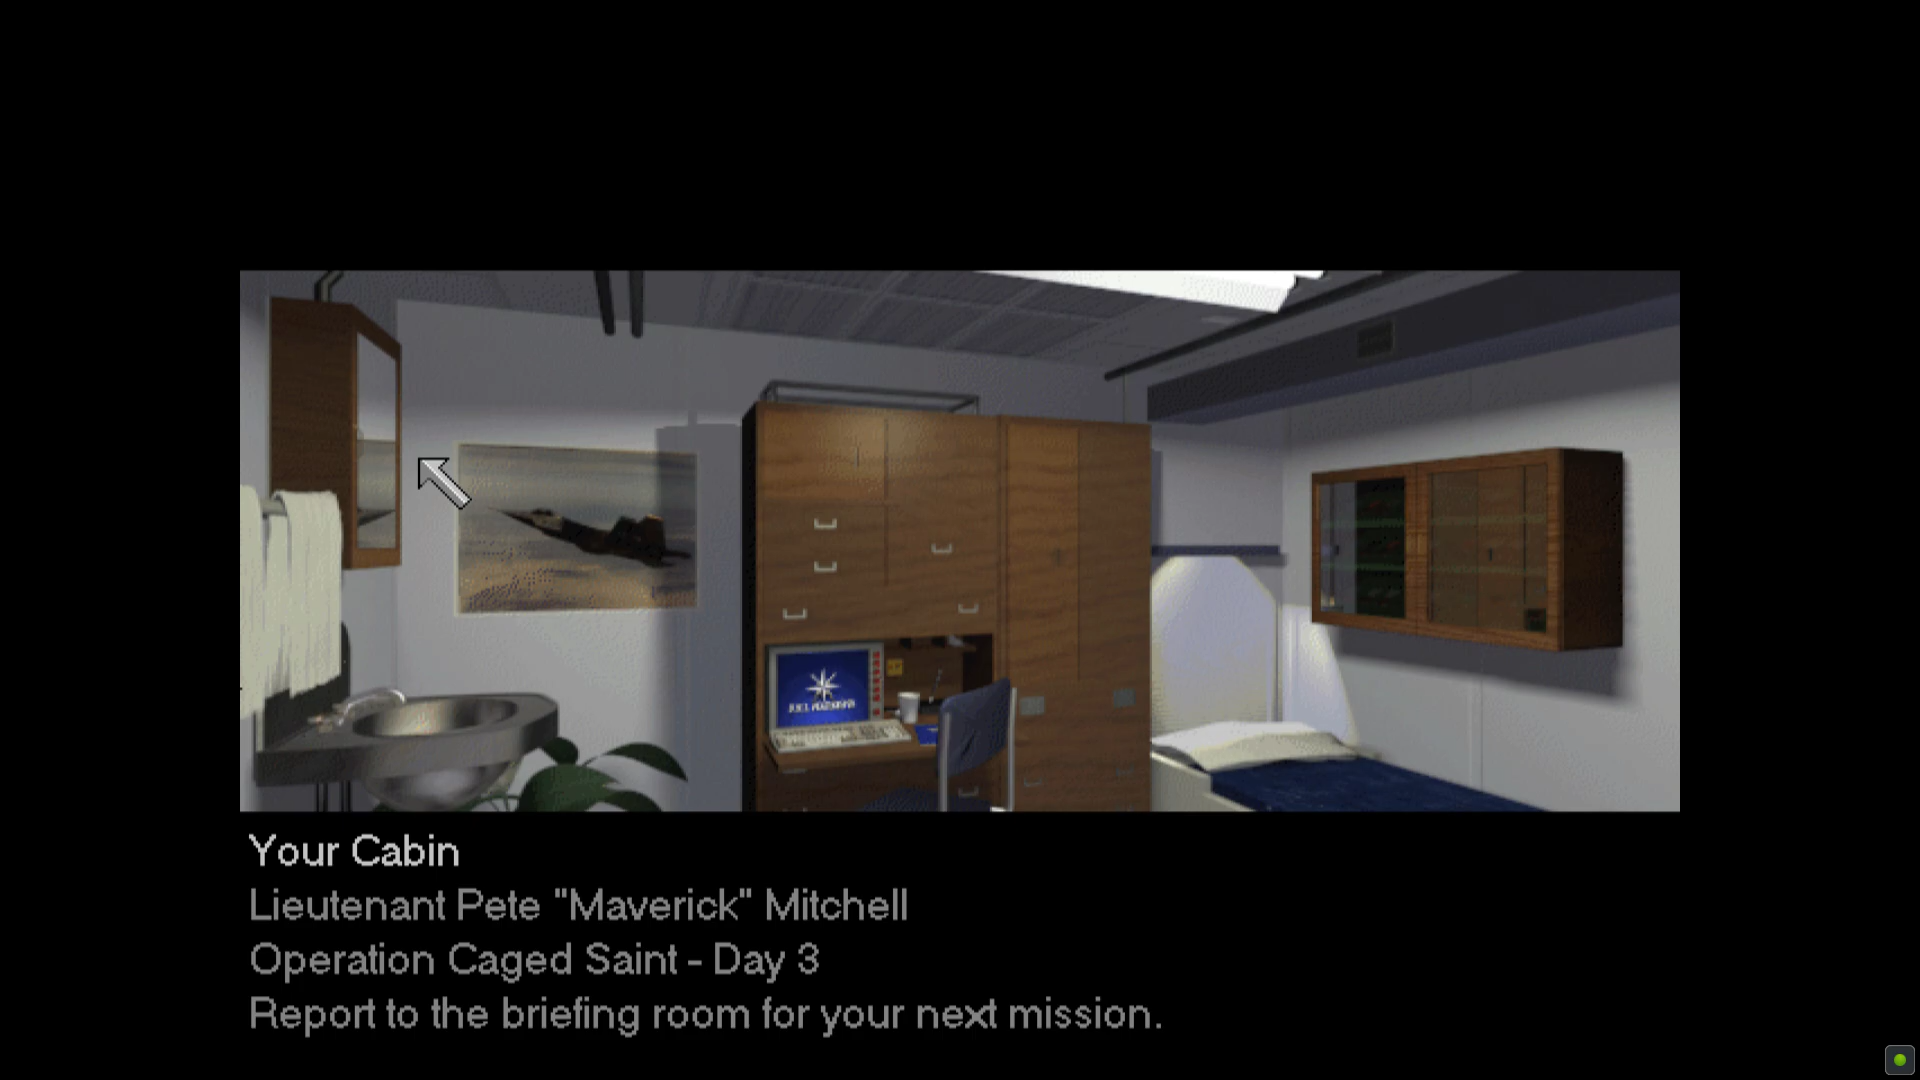 Your Cabin
Lieutenant Pete "Maverick" Mitchell
Operation Caged Saint - Day 3
Report to the briefing room for your next mission.